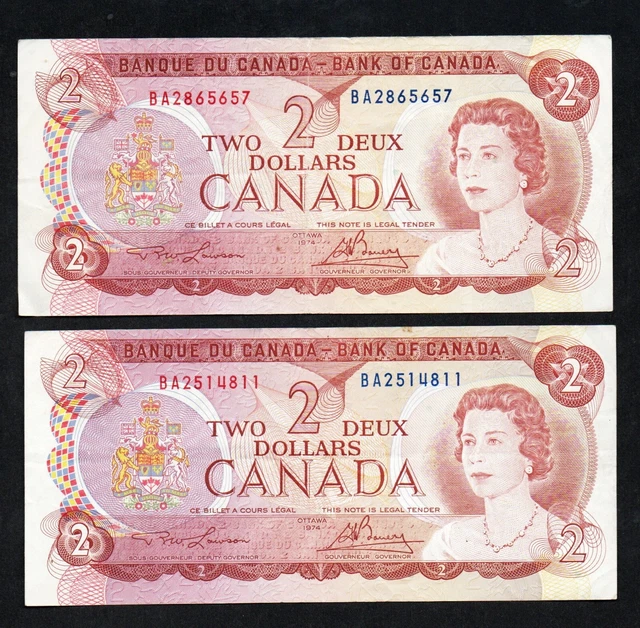 2
BANQUE DU CANADA – BANK OF CANADA
2
BA2865657 BA2865657
TWO 2 DEUX
DOLLARS
CANADA
CE BILLET A COURS LÉGAL THIS NOTE IS LEGAL TENDER
OTTAWA
1974
2 2
SOUS-GOUVERNEUR / DEPUTY GOVERNOR GOUVERNEUR / GOVERNOR
2
2
BANQUE DU CANADA – BANK OF CANADA
2
BA2514811 BA2514811
TWO 2 DEUX
DOLLARS
CANADA
CE BILLET A COURS LÉGAL THIS NOTE IS LEGAL TENDER
OTTAWA
1974
2 2
SOUS-GOUVERNEUR / DEPUTY GOVERNOR GOUVERNEUR / GOVERNOR
2